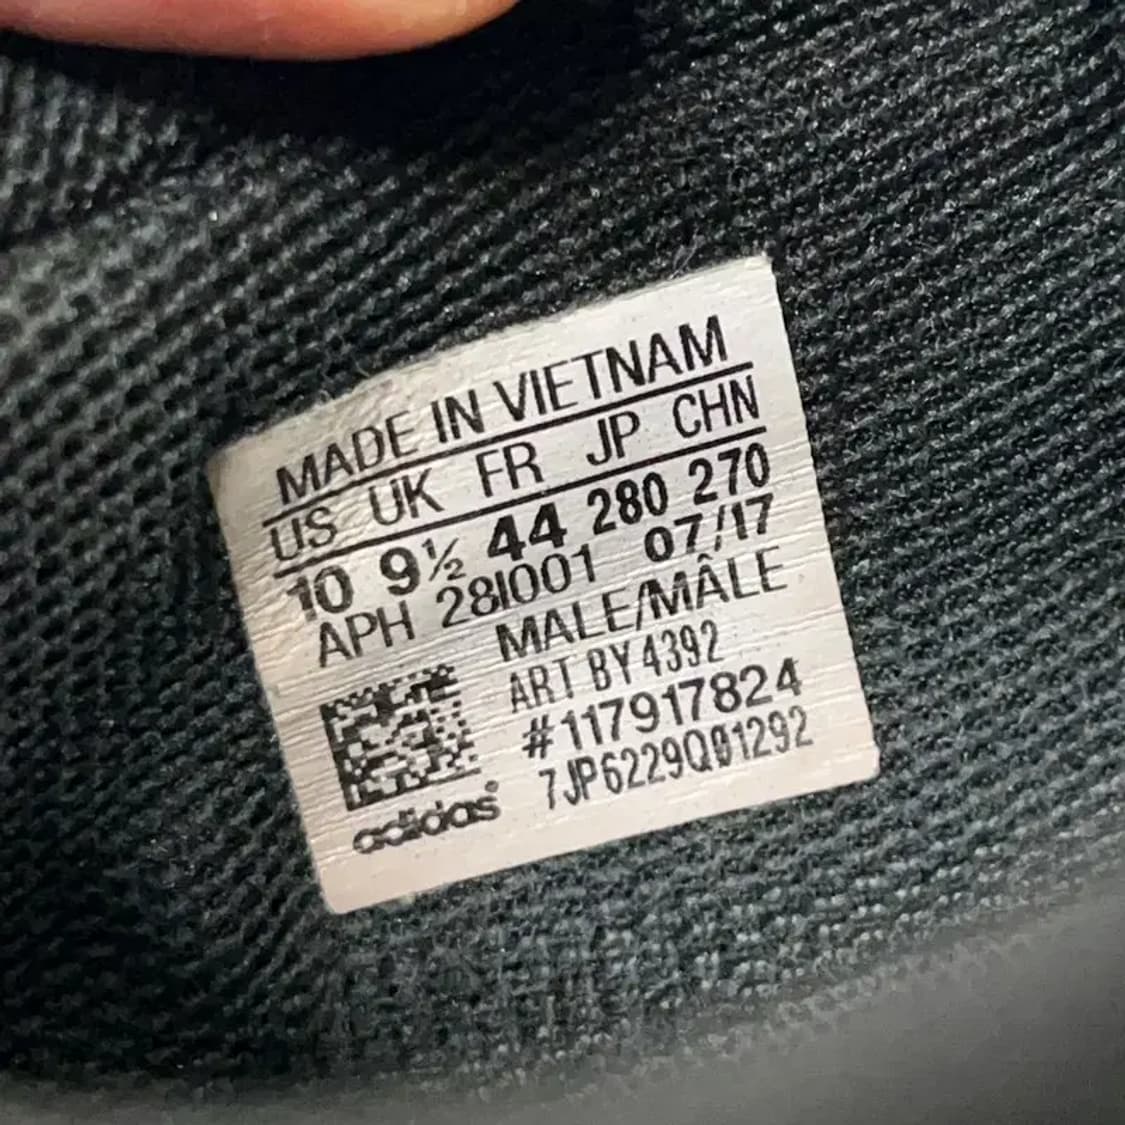 MADE IN VIETNAM
US UK FR JP CHN
10 9½ 44 280 270
APH 281001 07/17
MALE/MÂLE
ART BY4392
#117917824
7JP6229Q01292
adidas